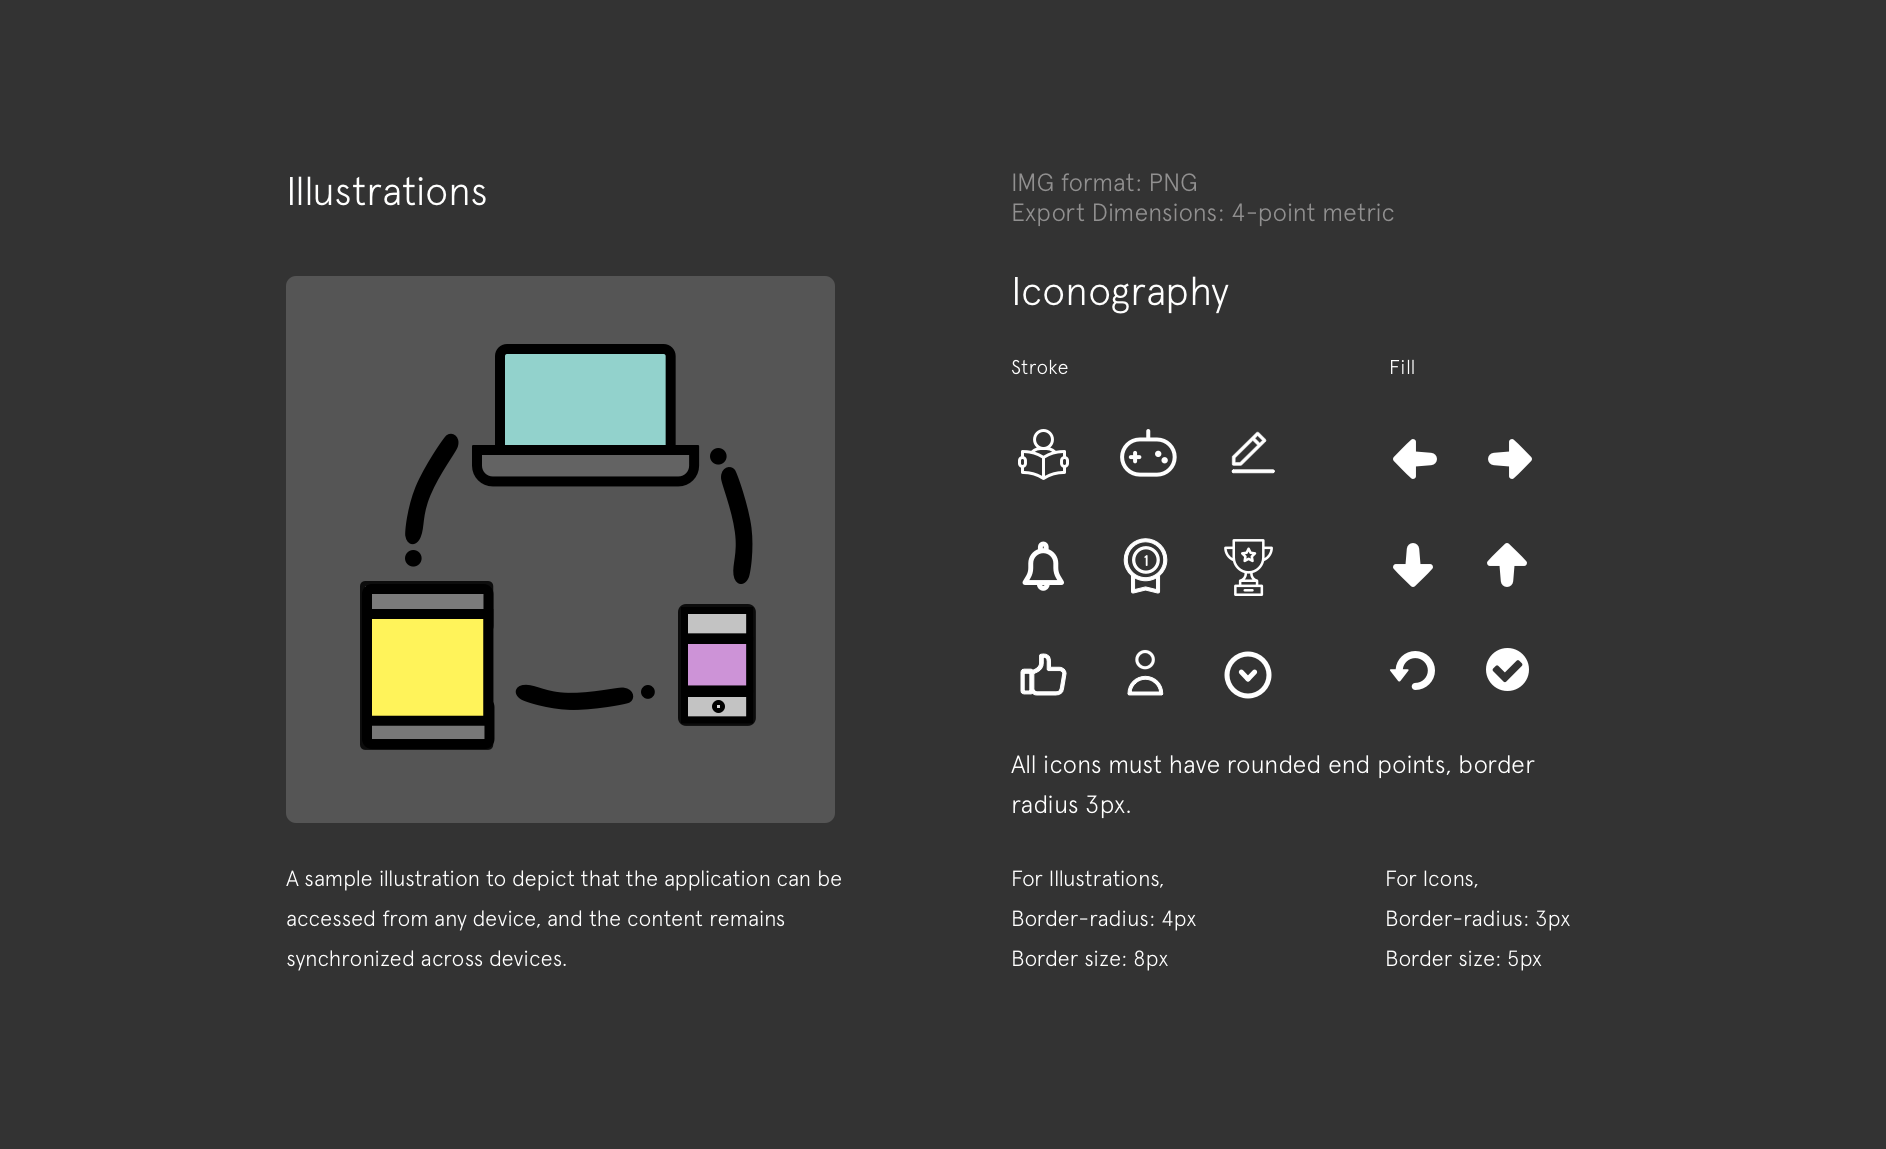 Illustrations
IMG format: PNG
Export Dimensions: 4-point metric
Iconography
Stroke
Fill
1
All icons must have rounded end points, border
radius 3px.
A sample illustration to depict that the application can be
accessed from any device, and the content remains
synchronized across devices.
For Illustrations,
Border-radius: 4px
Border size: 8px
For Icons,
Border-radius: 3px
Border size: 5px